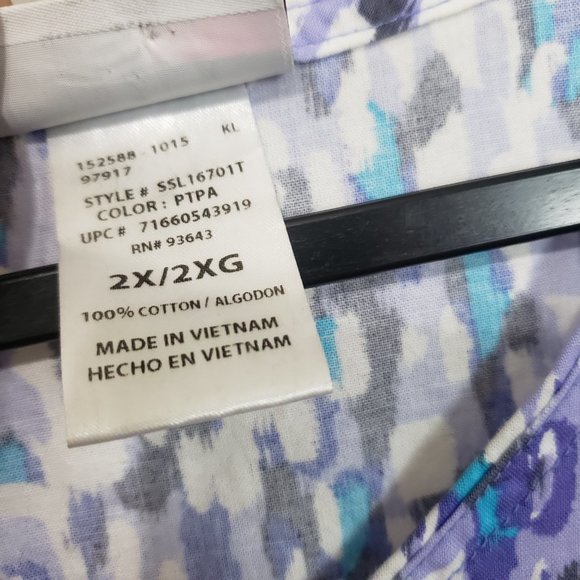 152588 - 1015 KL
97917
STYLE # SSL16701T
COLOR : PTPA
UPC # 71660543919
RN# 93643
2X/2XG
100% COTTON / ALGODON
MADE IN VIETNAM
HECHO EN VIETNAM